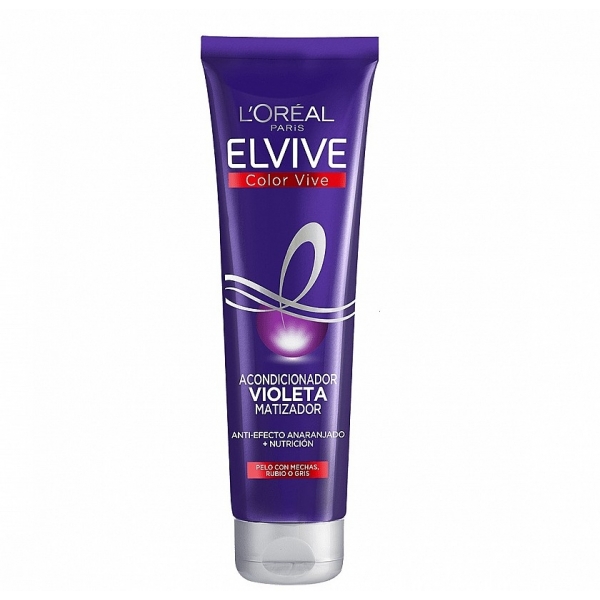 L'ORÉAL
PARIS
ELVIVE
Color Vive
ACONDICIONADOR
VIOLETA
MATIZADOR
ANTI-EFECTO ANARANJADO
+ NUTRICIÓN
PELO CON MECHAS,
RUBIO O GRIS